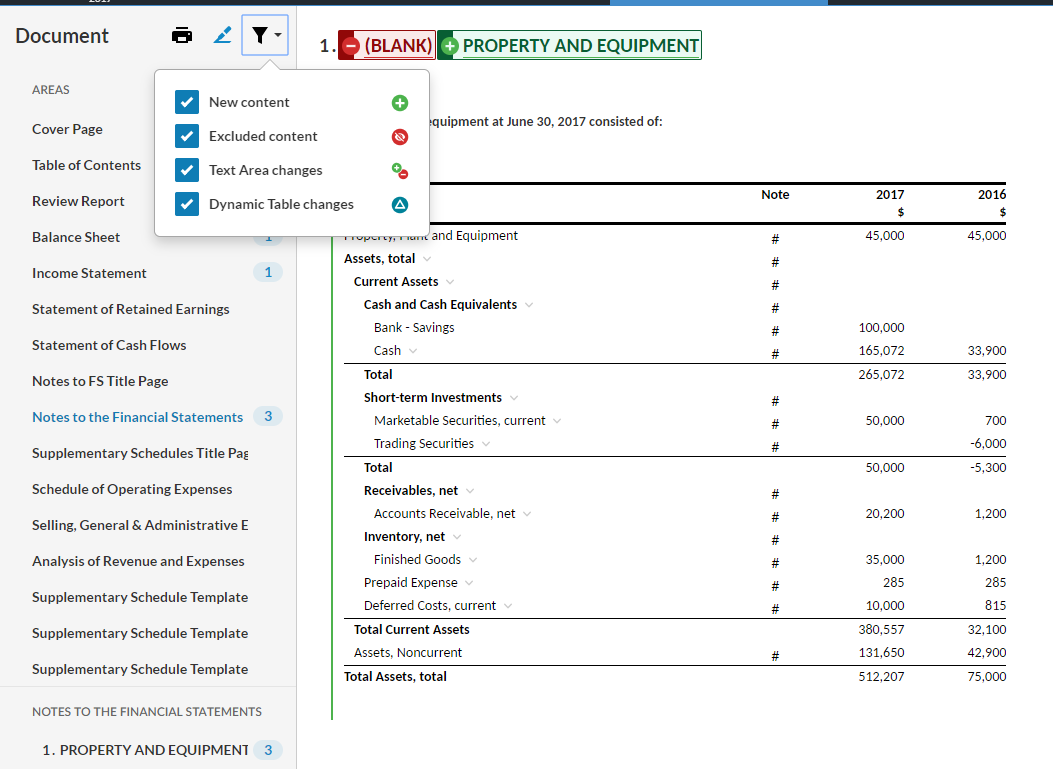 Document
AREAS
Cover Page
Table of Contents
Review Report
Balance Sheet 1
Income Statement 1
Statement of Retained Earnings
Statement of Cash Flows
Notes to FS Title Page
Notes to the Financial Statements 3
Supplementary Schedules Title Pag
Schedule of Operating Expenses
Selling, General & Administrative E
Analysis of Revenue and Expenses
Supplementary Schedule Template
Supplementary Schedule Template
Supplementary Schedule Template
NOTES TO THE FINANCIAL STATEMENTS
1. PROPERTY AND EQUIPMENT 3
New content
Excluded content
Text Area changes
Dynamic Table changes
1. (BLANK) PROPERTY AND EQUIPMENT
equipment at June 30, 2017 consisted of:
Note 2017 2016
$ $
Property, Plant and Equipment # 45,000 45,000
Assets, total #
Current Assets #
Cash and Cash Equivalents #
Bank - Savings # 100,000
Cash # 165,072 33,900
Total 265,072 33,900
Short-term Investments #
Marketable Securities, current # 50,000 700
Trading Securities # -6,000
Total 50,000 -5,300
Receivables, net #
Accounts Receivable, net # 20,200 1,200
Inventory, net #
Finished Goods # 35,000 1,200
Prepaid Expense # 285 285
Deferred Costs, current # 10,000 815
Total Current Assets 380,557 32,100
Assets, Noncurrent # 131,650 42,900
Total Assets, total 512,207 75,000